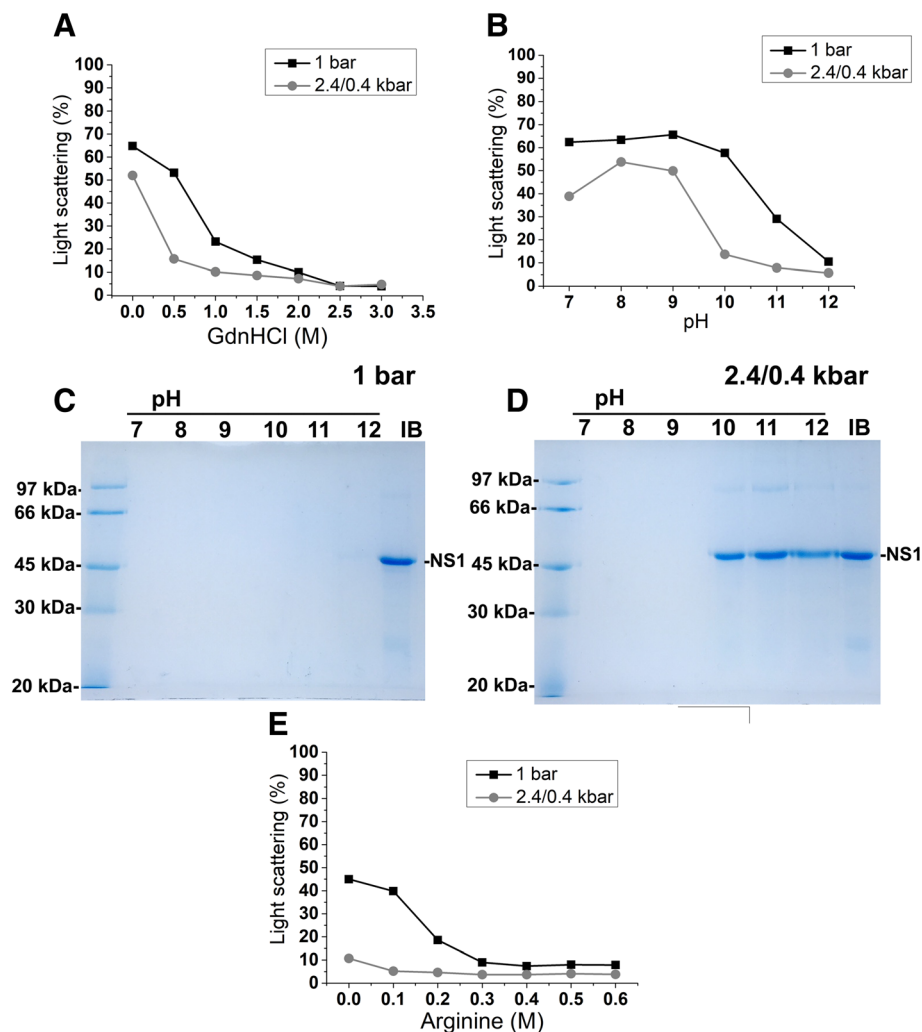 A
1 bar
2.4/0.4 kbar
Light scattering (%)
100
90
80
70
60
50
40
30
20
10
0
0.0 0.5 1.0 1.5 2.0 2.5 3.0 3.5
GdnHCl (M)
B
1 bar
2.4/0.4 kbar
Light scattering (%)
100
90
80
70
60
50
40
30
20
10
0
7 8 9 10 11 12
pH
C
1 bar
pH
7 8 9 10 11 12 IB
97 kDa-
66 kDa-
45 kDa-
30 kDa-
20 kDa-
-NS1
D
2.4/0.4 kbar
pH
7 8 9 10 11 12 IB
97 kDa-
66 kDa-
45 kDa-
30 kDa-
20 kDa-
-NS1
E
1 bar
2.4/0.4 kbar
Light scattering (%)
100
90
80
70
60
50
40
30
20
10
0
0.0 0.1 0.2 0.3 0.4 0.5 0.6
Arginine (M)